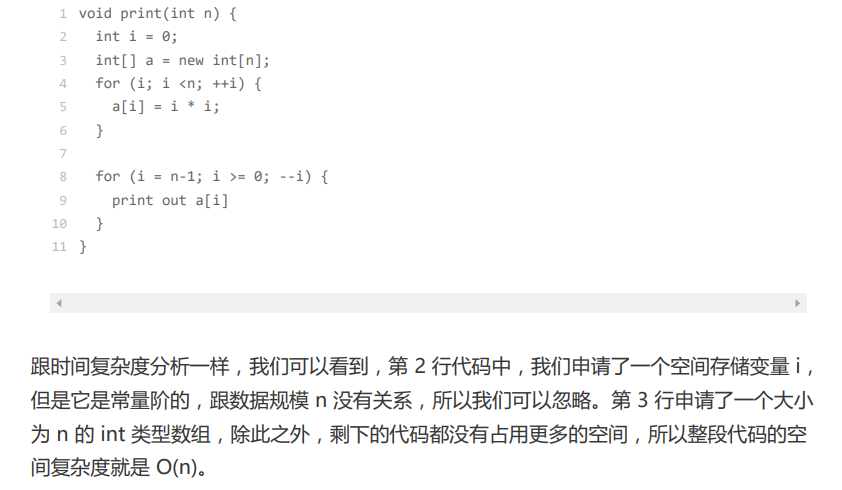 1 void print(int n) {
2   int i = 0;
3   int[] a = new int[n];
4   for (i; i <n; ++i) {
5     a[i] = i * i;
6   }
7
8   for (i = n-1; i >= 0; --i) {
9     print out a[i]
10   }
11 }
跟时间复杂度分析一样，我们可以看到，第 2 行代码中，我们申请了一个空间存储变量 i，
但是它是常量阶的，跟数据规模 n 没有关系，所以我们可以忽略。第 3 行申请了一个大小
为 n 的 int 类型数组，除此之外，剩下的代码都没有占用更多的空间，所以整段代码的空
间复杂度就是 O(n)。